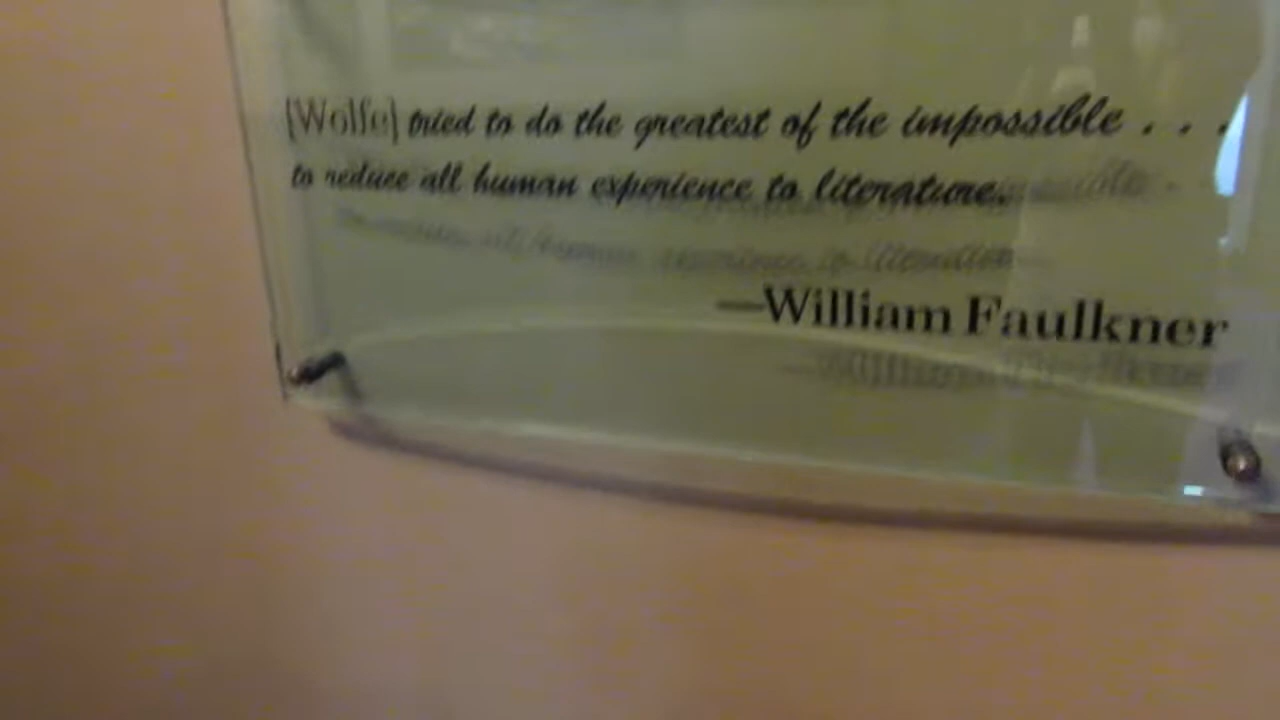 [Wolfe] tried to do the greatest of the impossible . . .
to reduce all human experience to literature.
—William Faulkner